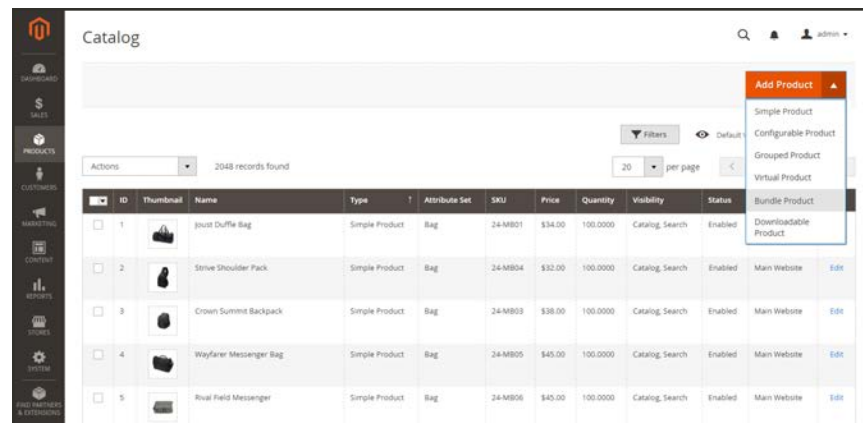 Catalog
admin
DASHBOARD
SALES
PRODUCTS
CUSTOMERS
MARKETING
CONTENT
REPORTS
STORES
SYSTEM
FIND PARTNERS
& EXTENSIONS
Add Product
Simple Product
Configurable Product
Grouped Product
Virtual Product
Bundle Product
Downloadable
Product
Filters
Default
Actions
2048 records found
20 per page
ID Thumbnail Name Type ↑ Attribute Set SKU Price Quantity Visibility Status
1 Joust Duffle Bag Simple Product Bag 24-MB01 $34.00 100.0000 Catalog, Search Enabled
2 Strive Shoulder Pack Simple Product Bag 24-MB04 $32.00 100.0000 Catalog, Search Enabled Main Website Edit
3 Crown Summit Backpack Simple Product Bag 24-MB03 $38.00 100.0000 Catalog, Search Enabled Main Website Edit
4 Wayfarer Messenger Bag Simple Product Bag 24-MB05 $45.00 100.0000 Catalog, Search Enabled Main Website Edit
5 Rival Field Messenger Simple Product Bag 24-MB06 $45.00 100.0000 Catalog, Search Enabled Main Website Edit